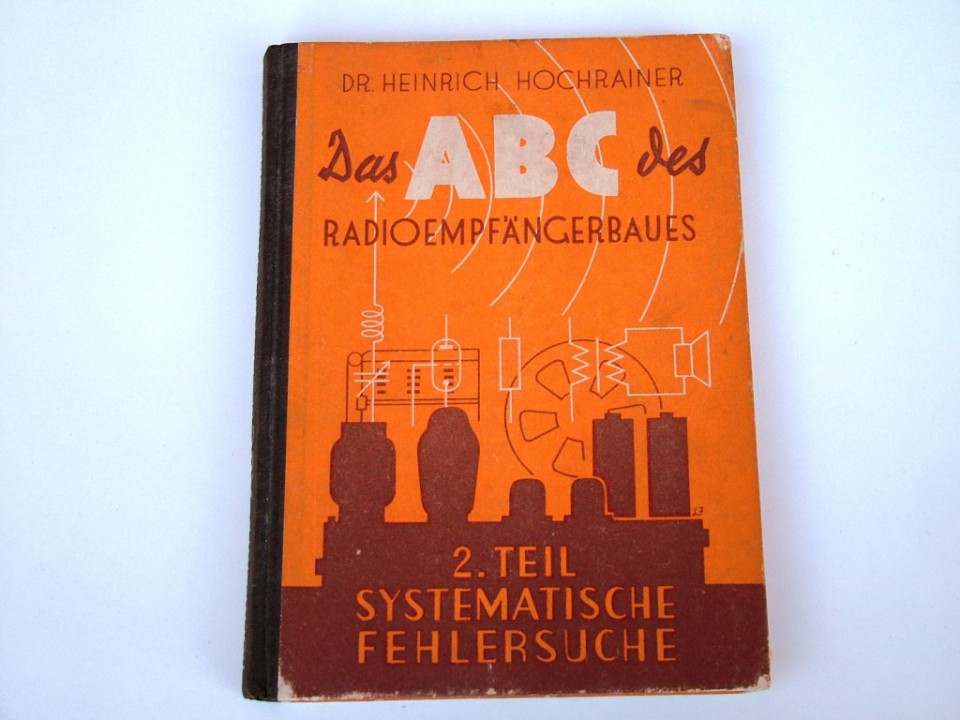 DR. HEINRICH HOCHRAINER
Das ABC des
RADIOEMPFÄNGERBAUES
2. TEIL
SYSTEMATISCHE
FEHLERSUCHE